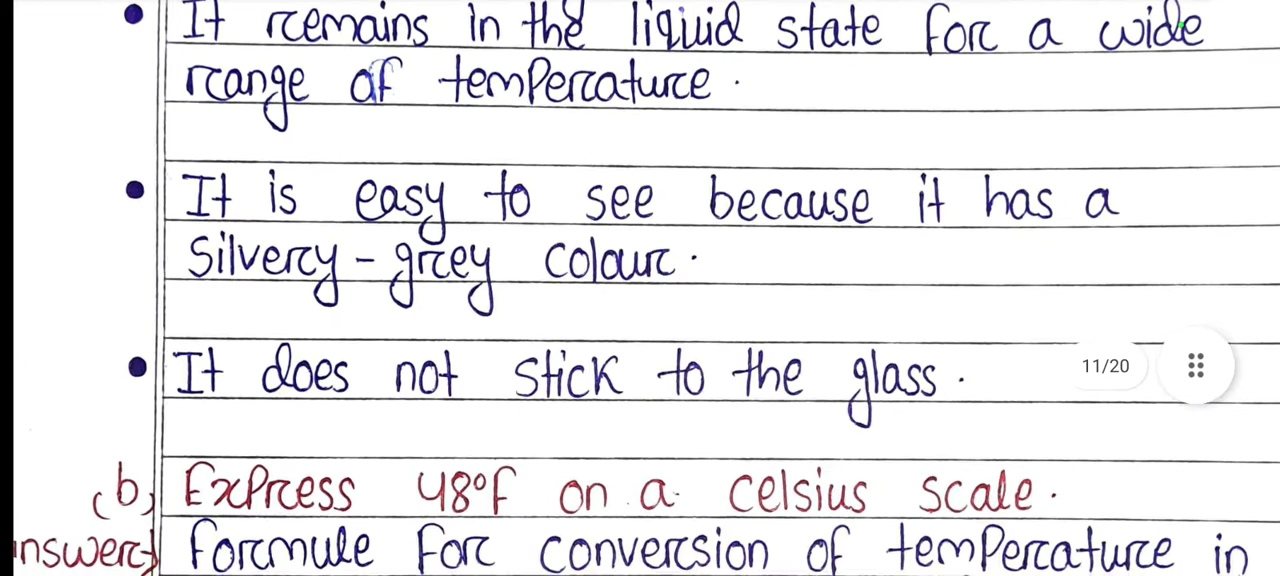 • It remains in the liquid state for a wide
range of temperature.
• It is easy to see because it has a
silvery-grey colour.
• It does not stick to the glass.
11/20
(b) Express 48°F on a celsius scale.
nswer→ formule for conversion of temperature in